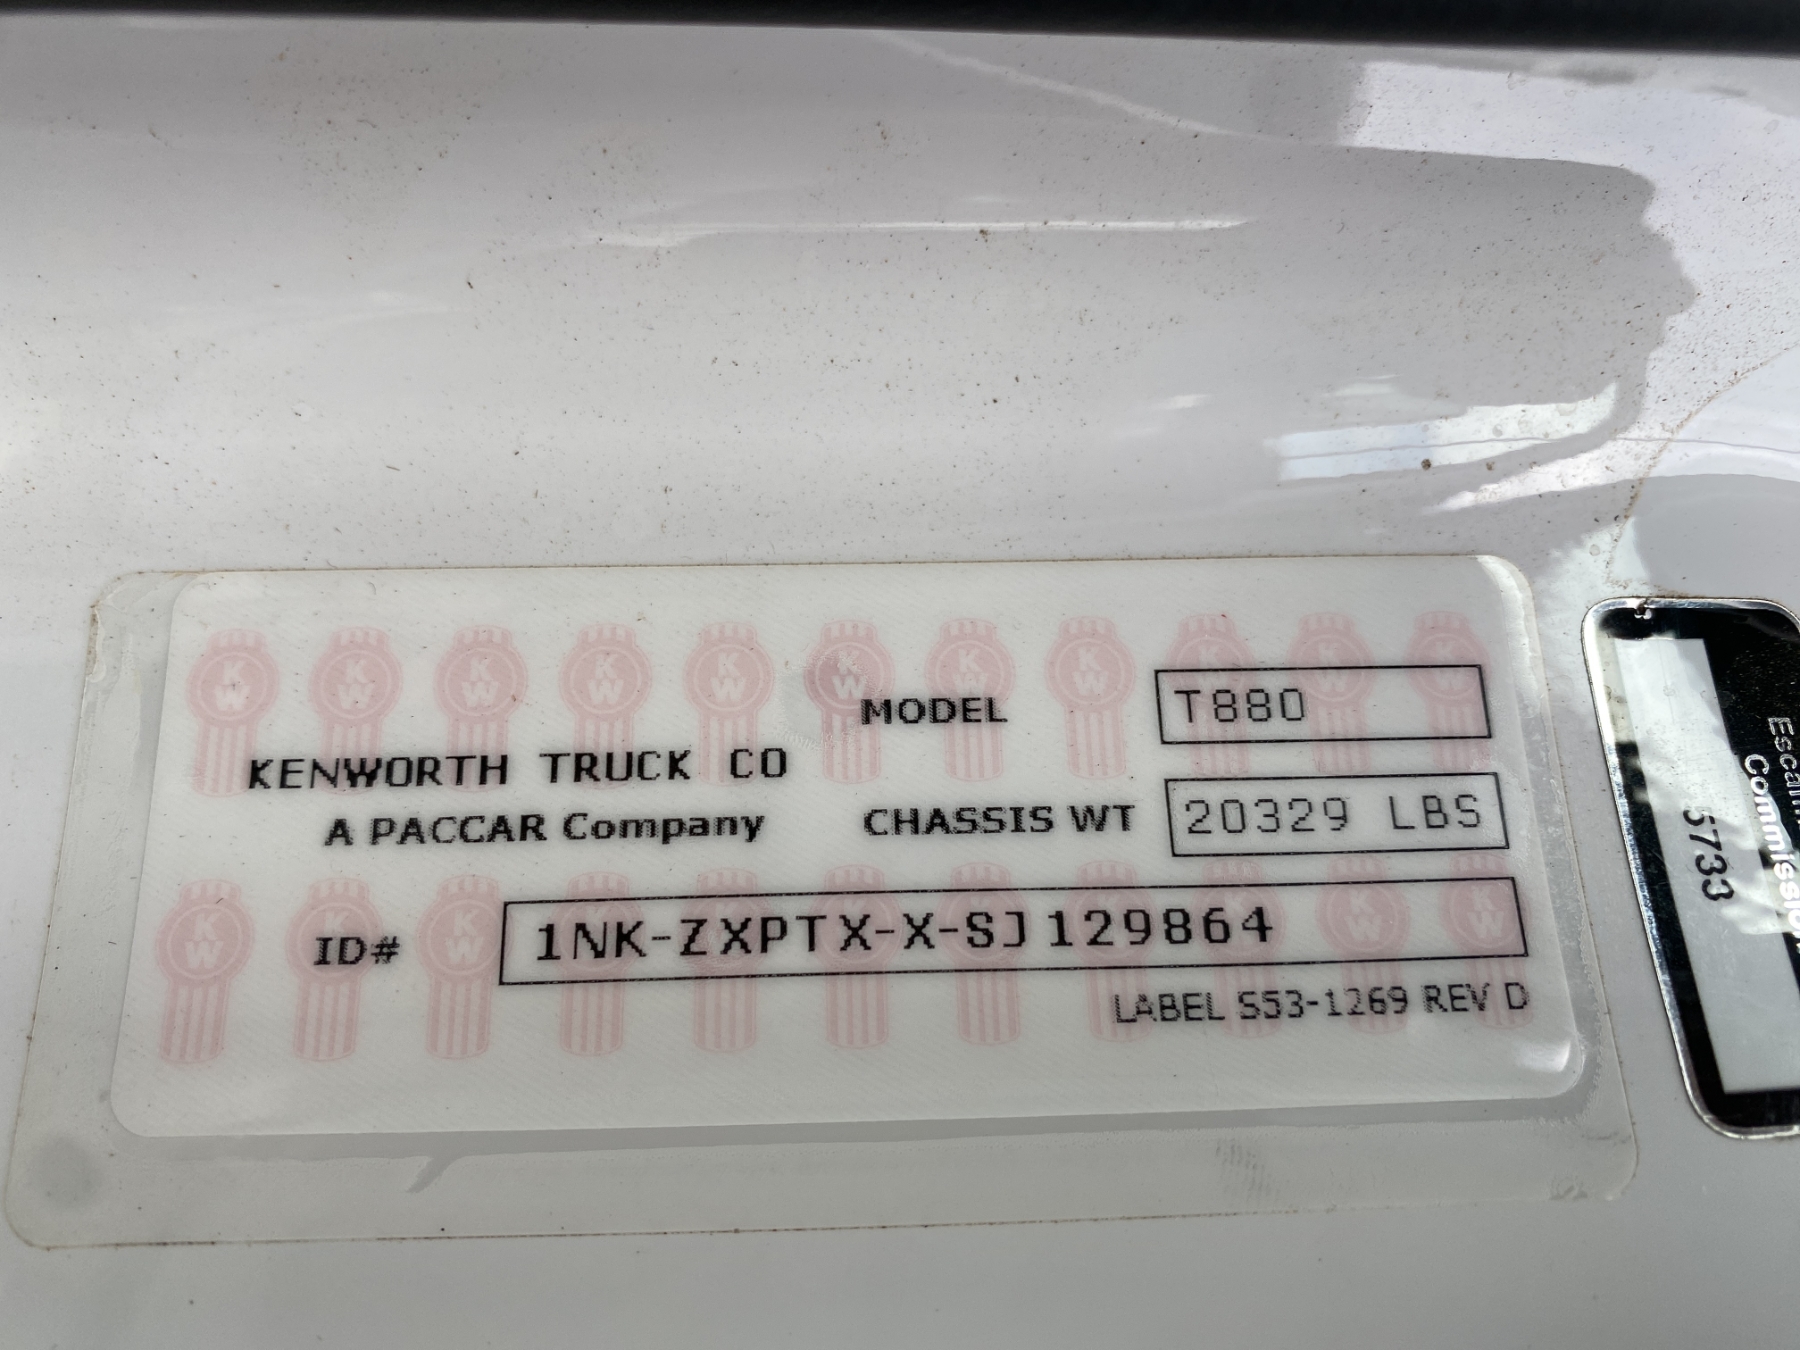 MODEL T880
KENWORTH TRUCK CO
A PACCAR Company
CHASSIS WT 20329 LBS
ID# 1NK-ZXPTX-X-SJ129864
LABEL S53-1269 REV D
5733